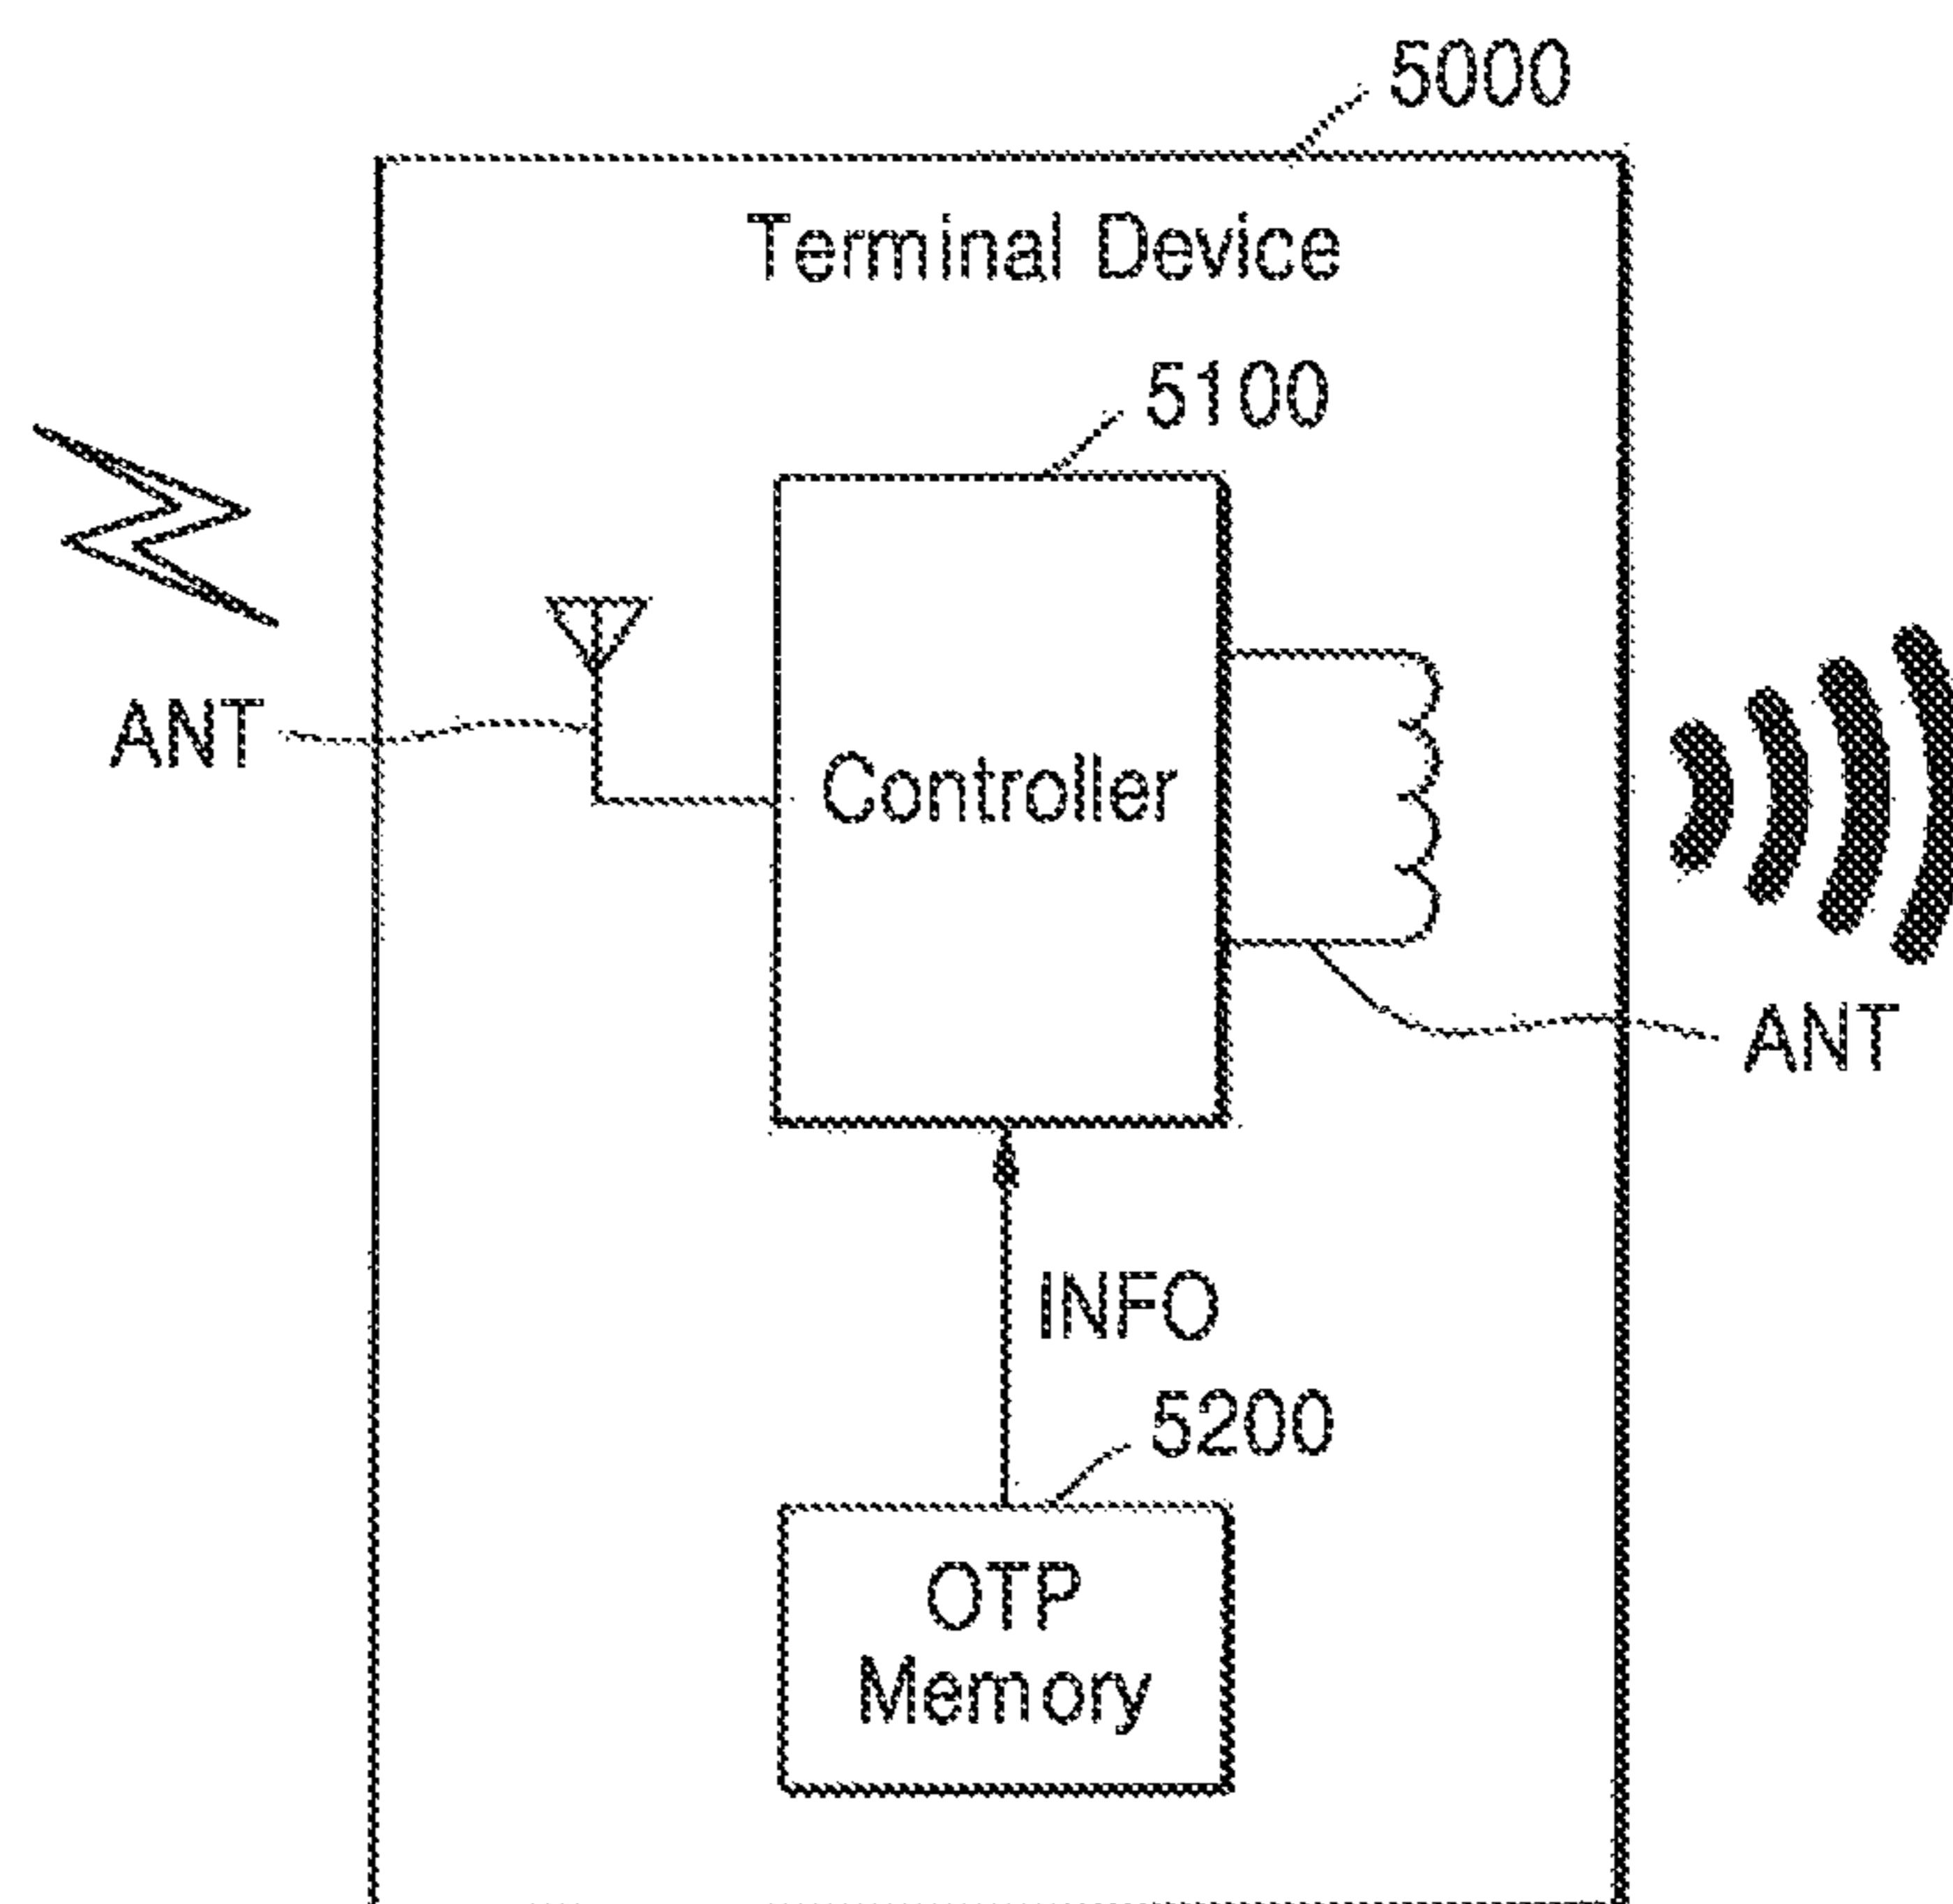 5000
Terminal Device
5100
ANT
Controller
ANT
INFO
5200
OTP
Memory